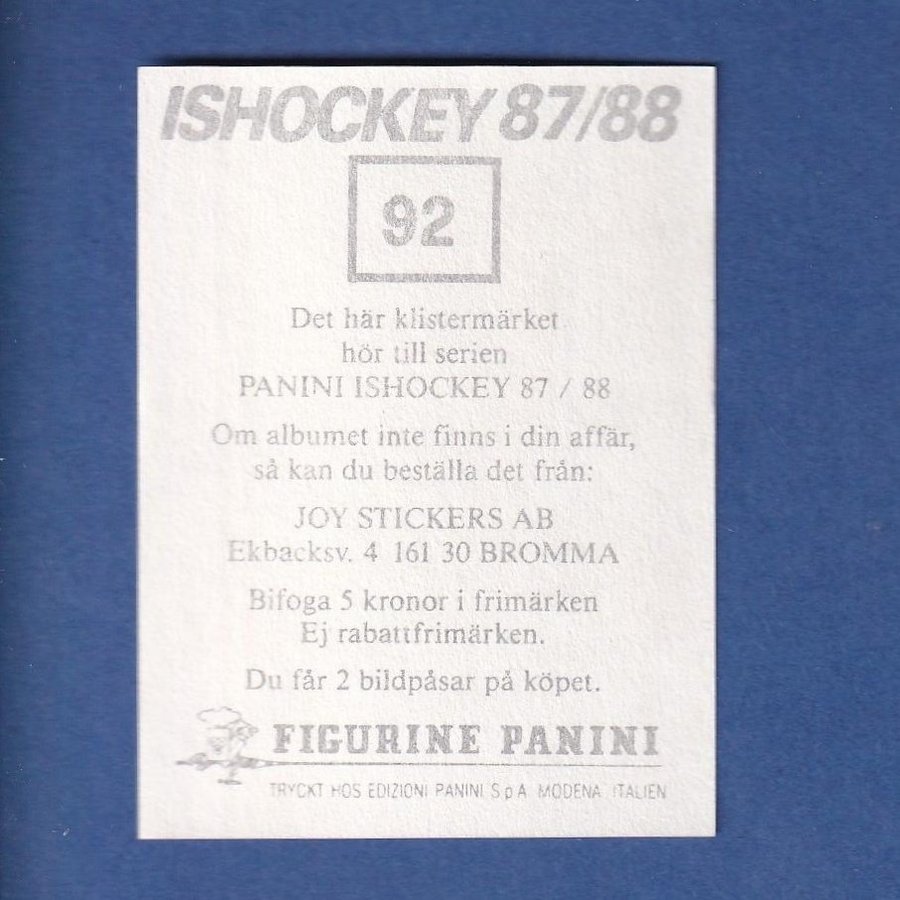 ISHOCKEY 87/88
92
Det här klistermärket
hör till serien
PANINI ISHOCKEY 87 / 88
Om albumet inte finns i din affär,
så kan du beställa det från:
JOY STICKERS AB
Ekbacksv. 4 161 30 BROMMA
Bifoga 5 kronor i frimärken
Ej rabattfrimärken.
Du får 2 bildpåsar på köpet.
FIGURINE PANINI
TRYCKT HOS EDIZIONI PANINI S p A MODENA ITALIEN